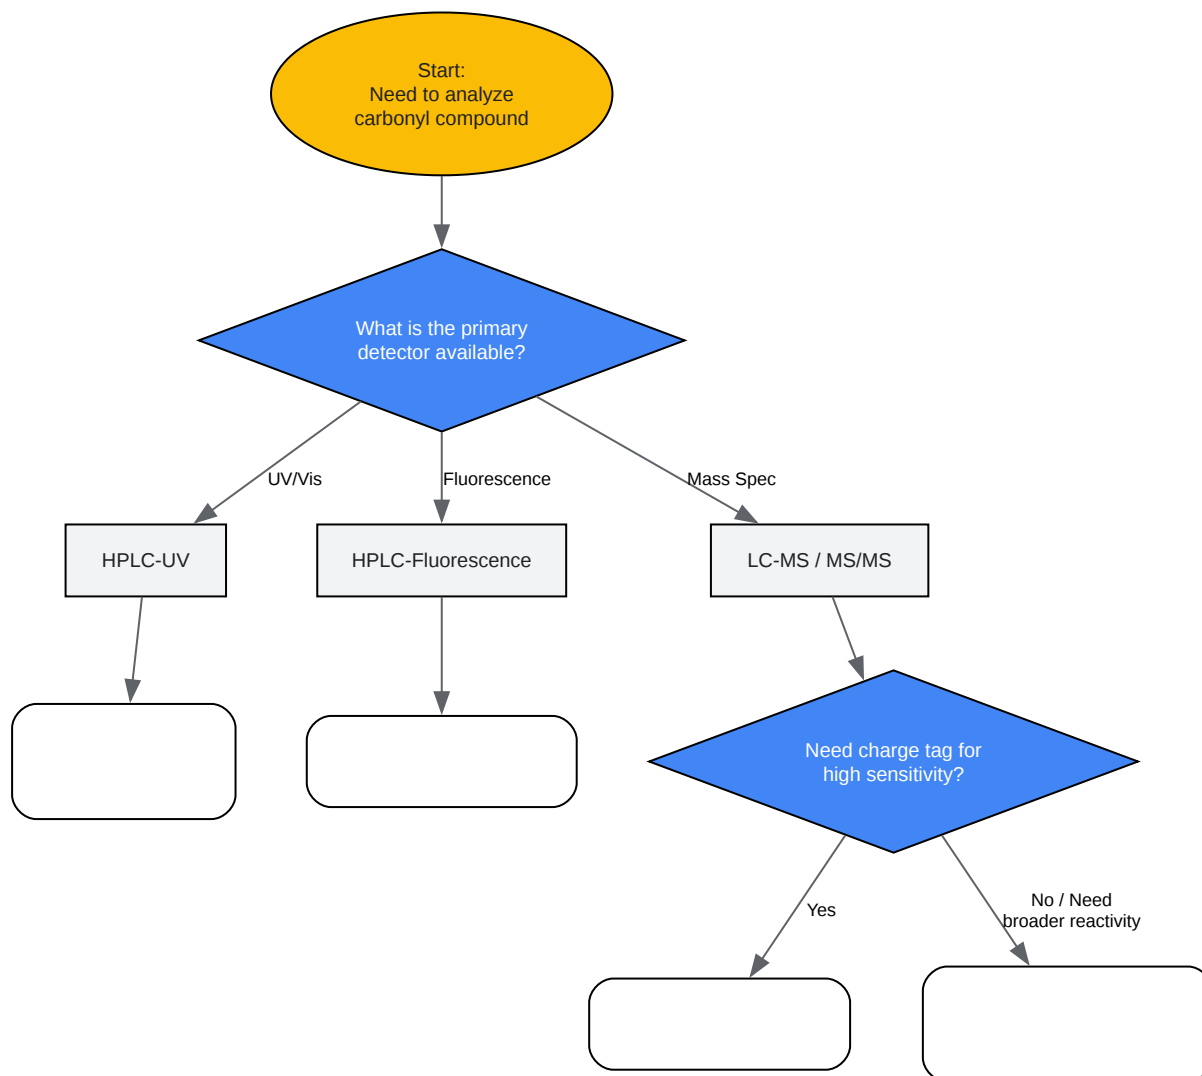 Start:
Need to analyze
carbonyl compound
What is the primary
detector available?
UV/Vis
Fluorescence
Mass Spec
HPLC-UV
HPLC-Fluorescence
LC-MS / MS/MS
Need charge tag for
high sensitivity?
Yes
No / Need
broader reactivity